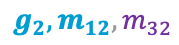 g₂, m₁₂, m₃₂